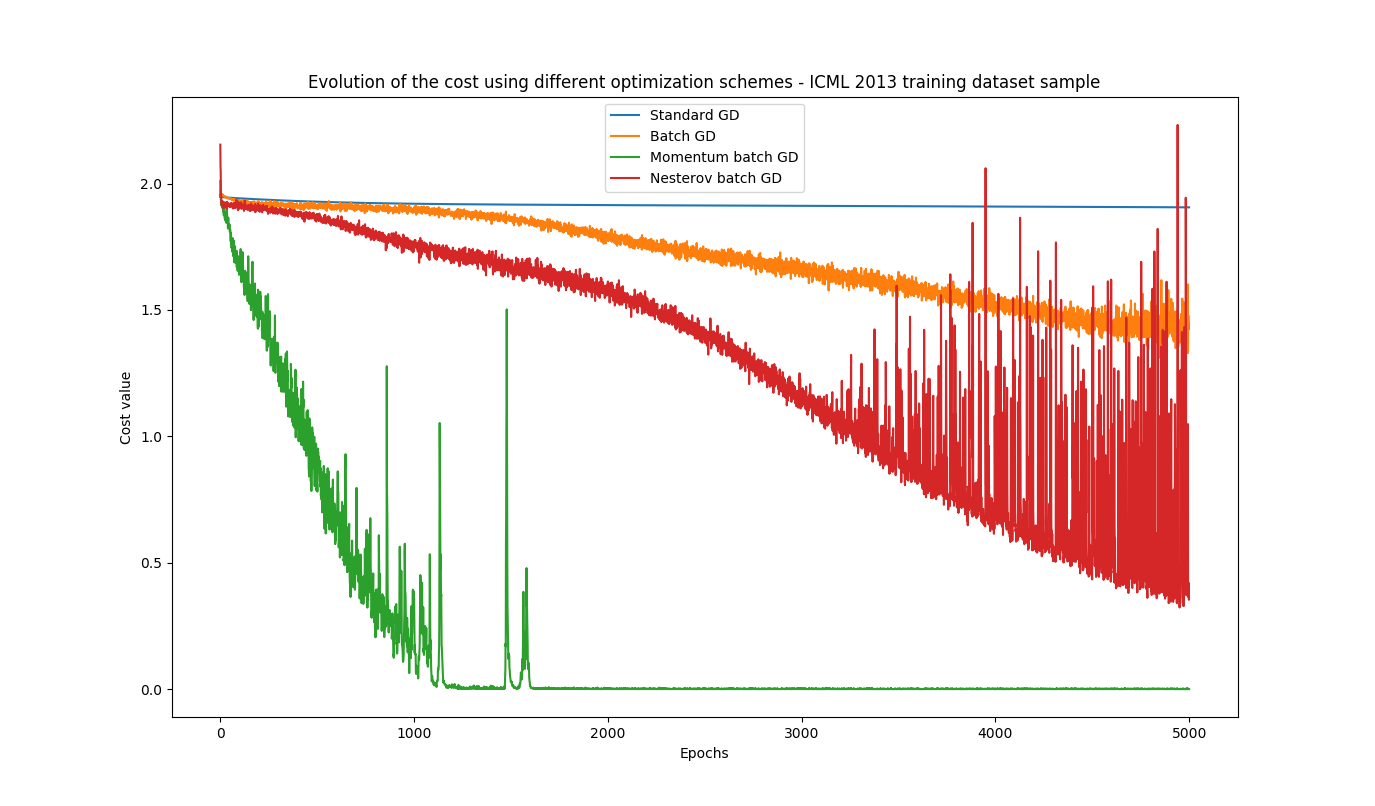 Evolution of the cost using different optimization schemes - ICML 2013 training dataset sample
Standard GD
Batch GD
Momentum batch GD
Nesterov batch GD
2.0
1.5
1.0
0.5
0.0
Cost value
0 1000 2000 3000 4000 5000
Epochs